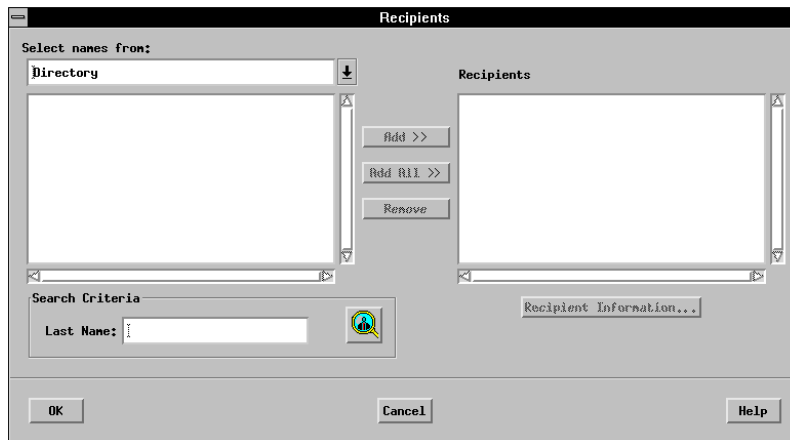 Recipients
Select names from:
Directory
Recipients
Add >>
Add All >>
Remove
Search Criteria
Last Name:
Recipient Information...
OK
Cancel
Help